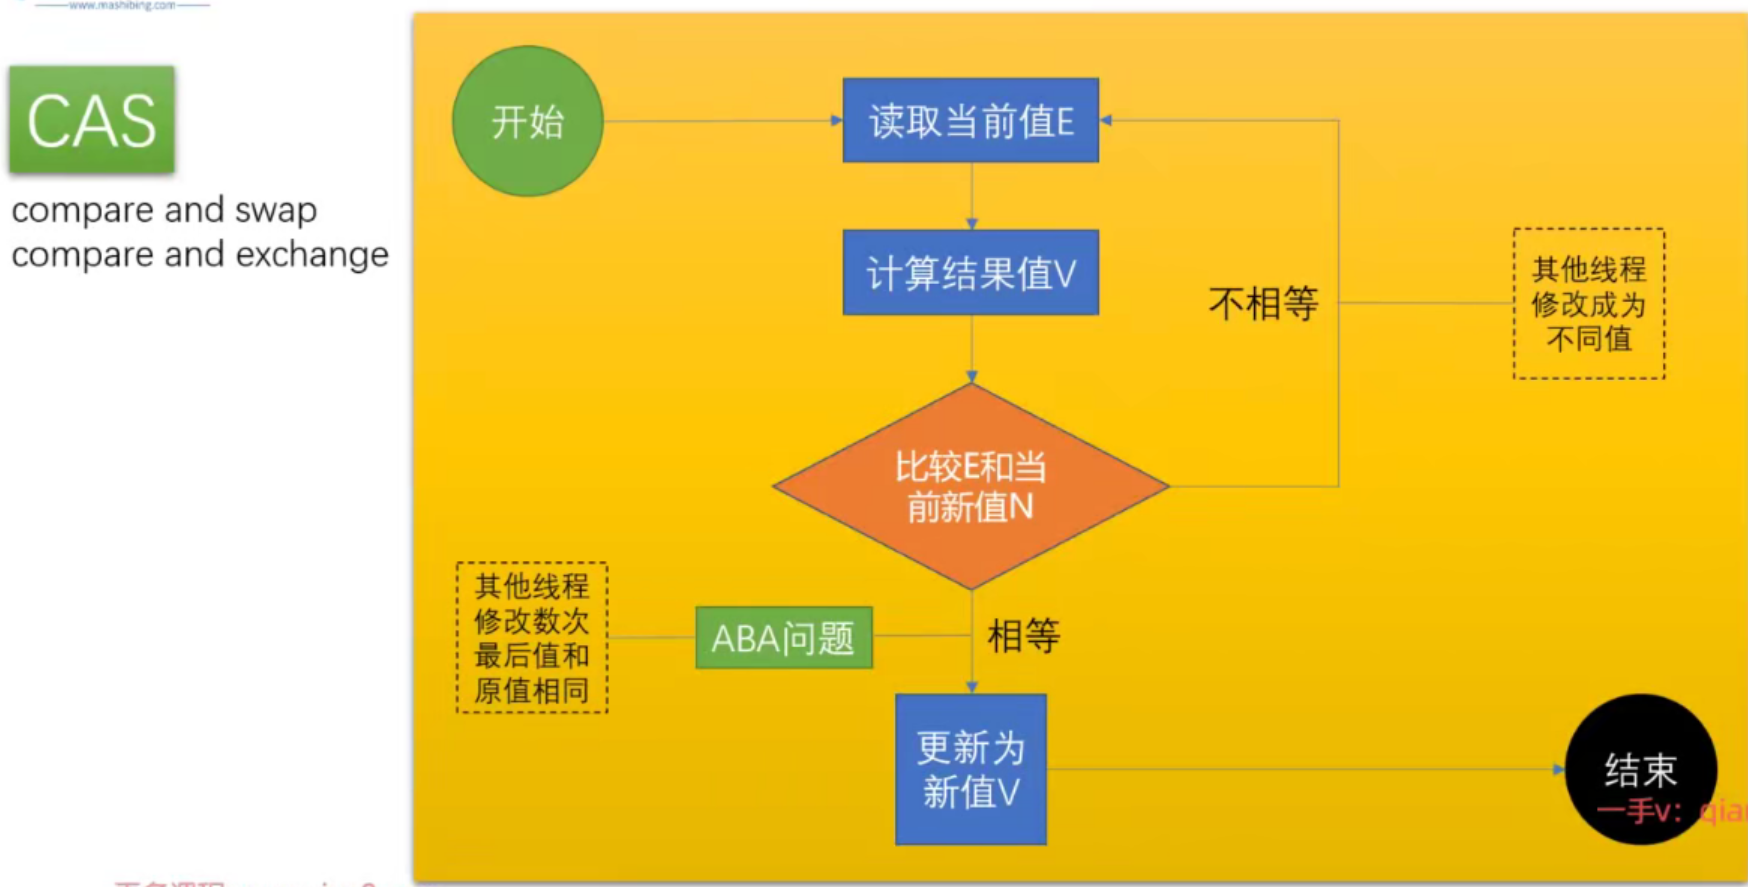 www.mashibing.com
CAS
compare and swap
compare and exchange
开始
读取当前值E
计算结果值V
不相等
其他线程
修改成为
不同值
比较E和当
前新值N
其他线程
修改数次
最后值和
原值相同
ABA问题
相等
更新为
新值V
结束
一手v：qian